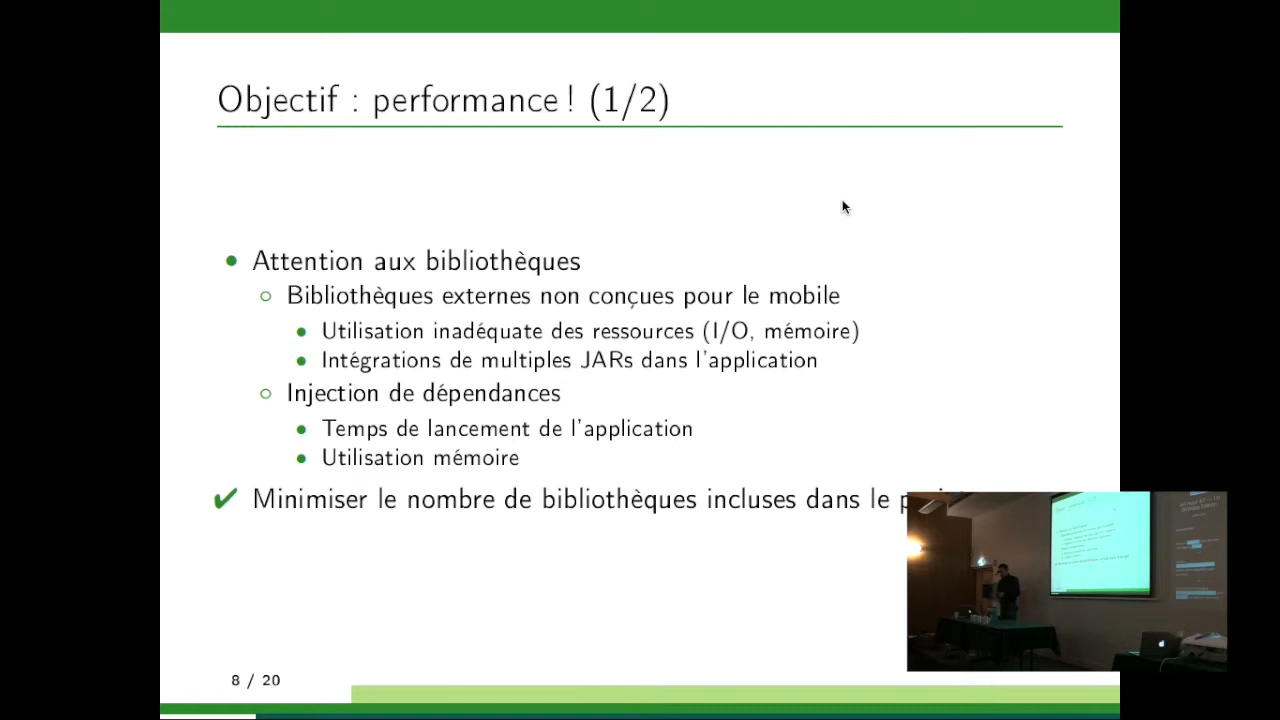 Objectif : performance ! (1/2)
Attention aux bibliothèques
Bibliothèques externes non conçues pour le mobile
Utilisation inadéquate des ressources (I/O, mémoire)
Intégrations de multiples JARs dans l'application
Injection de dépendances
Temps de lancement de l'application
Utilisation mémoire
Minimiser le nombre de bibliothèques incluses dans le
8 / 20